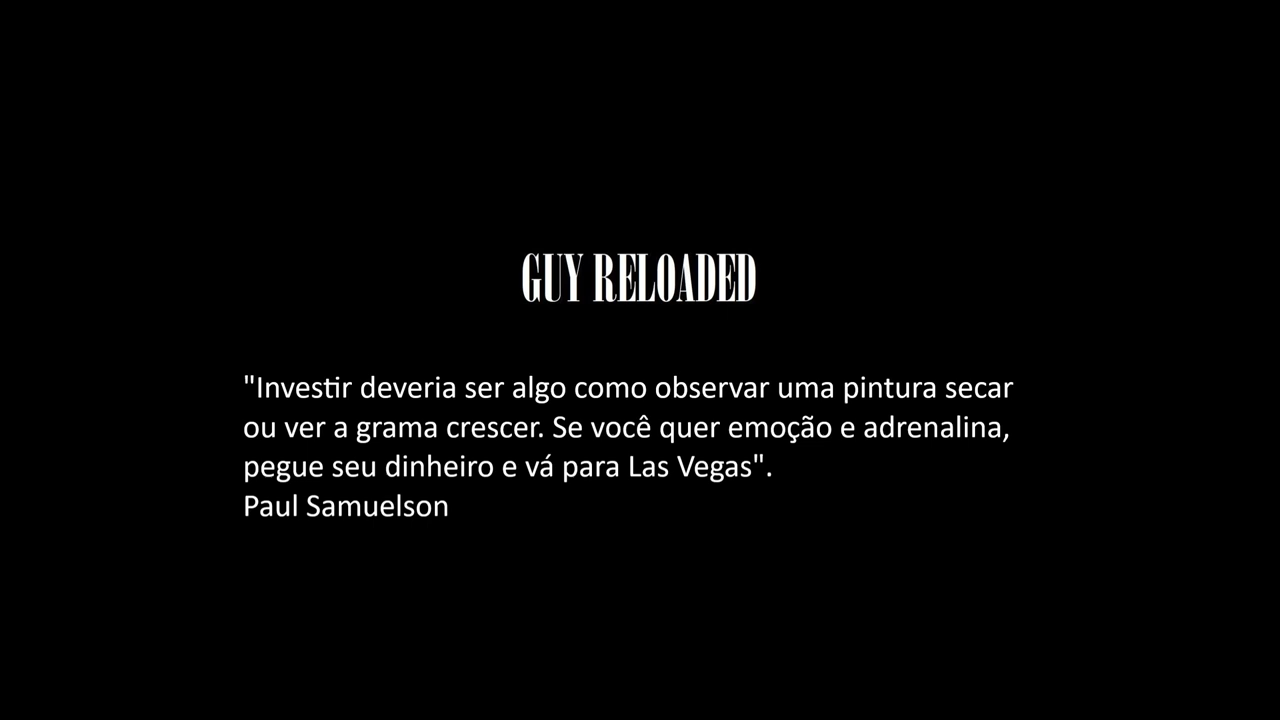 GUY RELOADED
"Investir deveria ser algo como observar uma pintura secar
ou ver a grama crescer. Se você quer emoção e adrenalina,
pegue seu dinheiro e vá para Las Vegas".
Paul Samuelson